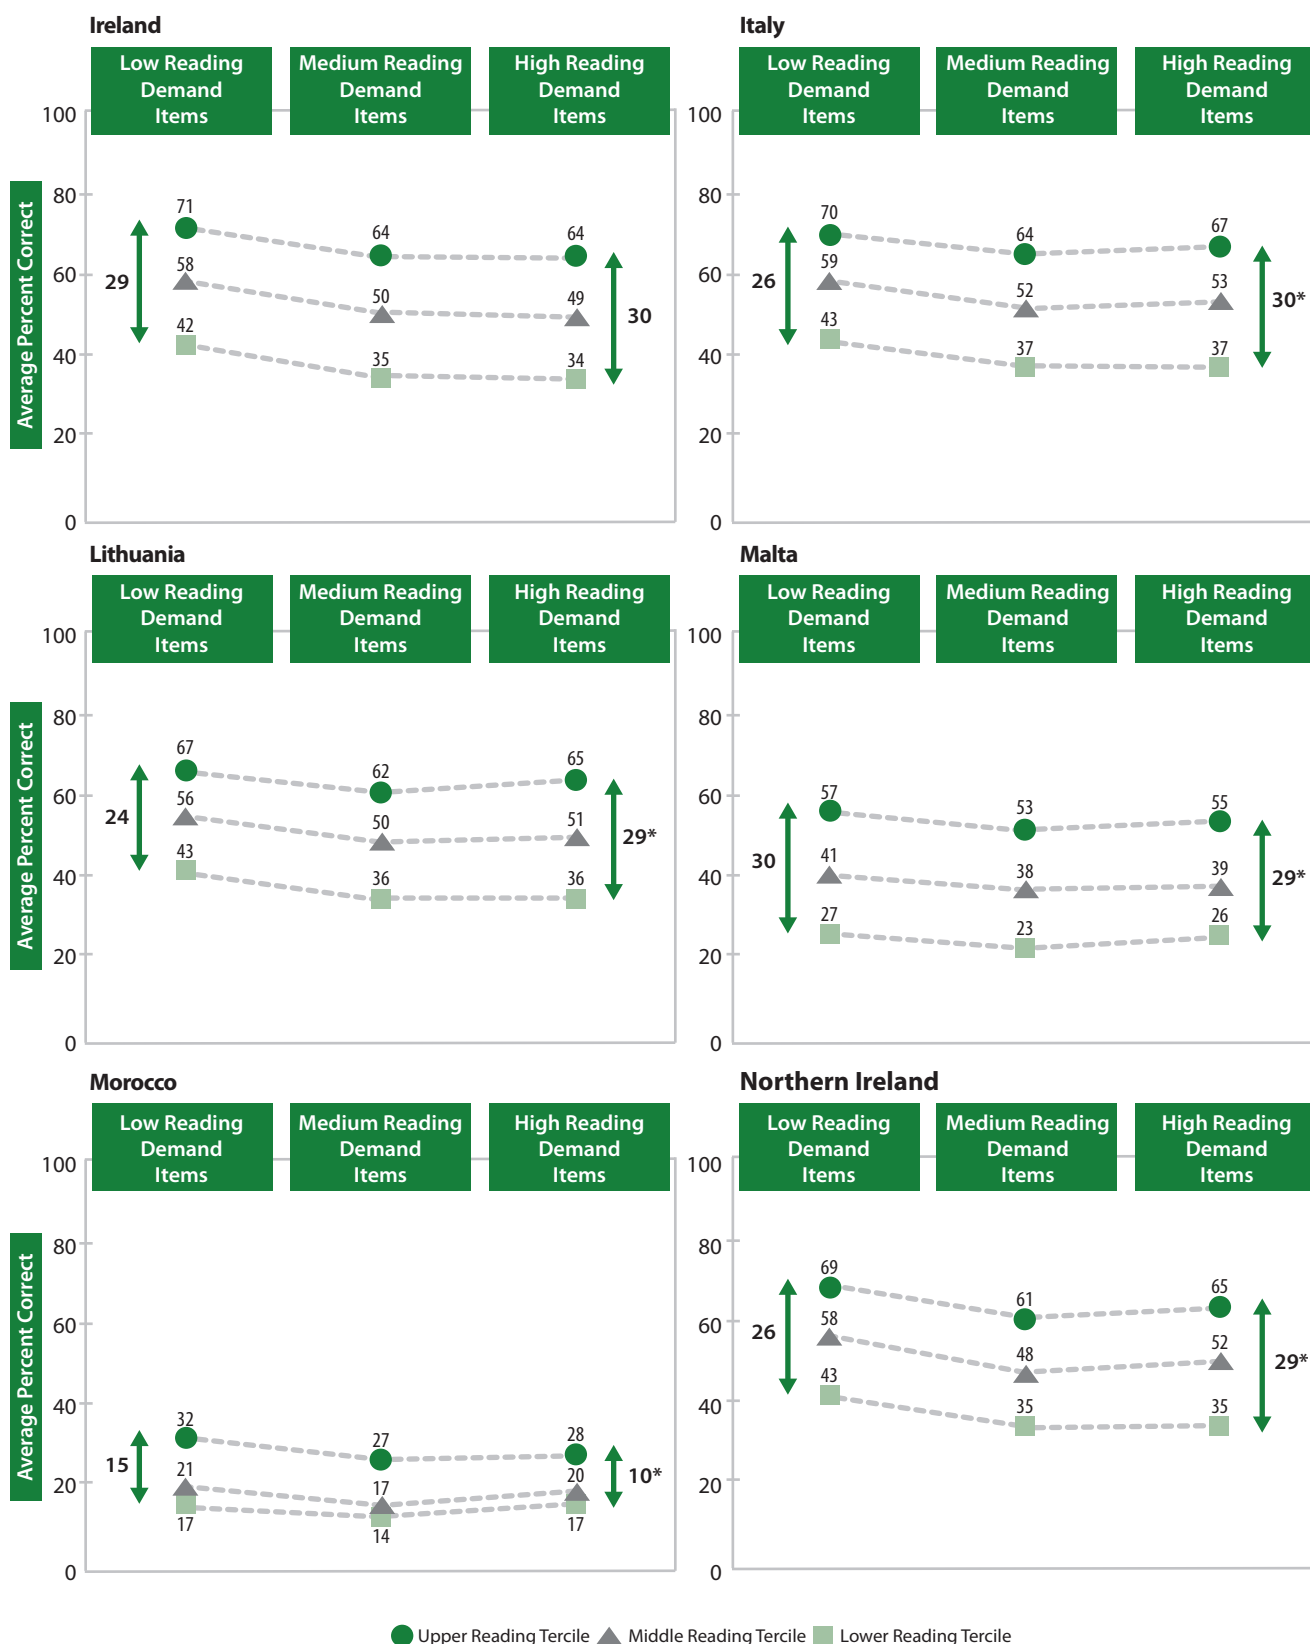 Ireland
Low Reading
Demand
Items
Medium Reading
Demand
Items
High Reading
Demand
Items
Average Percent Correct
100
80
60
40
20
0
29
71
58
42
64
50
35
64
49
34
30
Italy
Low Reading
Demand
Items
Medium Reading
Demand
Items
High Reading
Demand
Items
100
80
60
40
20
0
26
70
59
43
64
52
37
67
53
37
30*
Lithuania
Low Reading
Demand
Items
Medium Reading
Demand
Items
High Reading
Demand
Items
Average Percent Correct
100
80
60
40
20
0
24
67
56
43
62
50
36
65
51
36
29*
Malta
Low Reading
Demand
Items
Medium Reading
Demand
Items
High Reading
Demand
Items
100
80
60
40
20
0
30
57
41
27
53
38
23
55
39
26
29*
Morocco
Low Reading
Demand
Items
Medium Reading
Demand
Items
High Reading
Demand
Items
Average Percent Correct
100
80
60
40
20
0
15
32
21
17
27
17
14
28
20
17
10*
Northern Ireland
Low Reading
Demand
Items
Medium Reading
Demand
Items
High Reading
Demand
Items
100
80
60
40
20
0
26
69
58
43
61
48
35
65
52
35
29*
Upper Reading Tercile Middle Reading Tercile Lower Reading Tercile